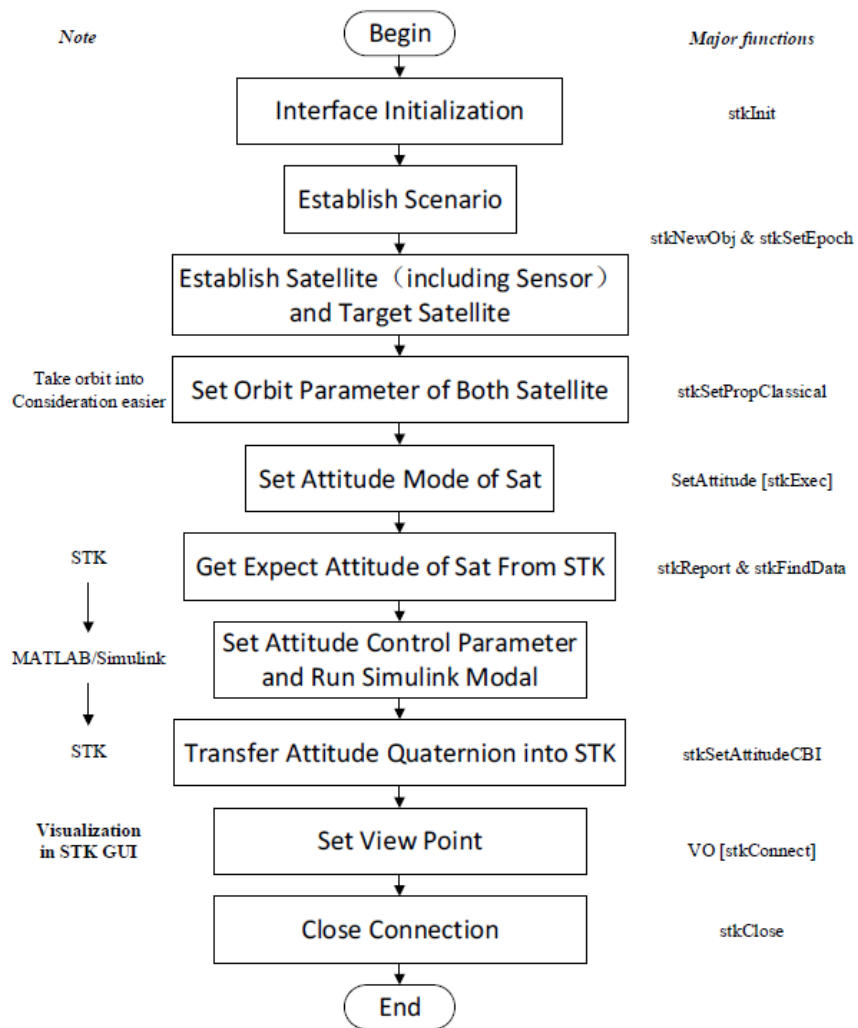 Note
Begin
Major functions
Interface Initialization
stkInit
Establish Scenario
stkNewObj & stkSetEpoch
Establish Satellite（including Sensor）
and Target Satellite
Take orbit into
Consideration easier
Set Orbit Parameter of Both Satellite
stkSetPropClassical
Set Attitude Mode of Sat
SetAttitude [stkExec]
STK
Get Expect Attitude of Sat From STK
stkReport & stkFindData
MATLAB/Simulink
Set Attitude Control Parameter
and Run Simulink Modal
STK
Transfer Attitude Quaternion into STK
stkSetAttitudeCBI
Visualization
in STK GUI
Set View Point
VO [stkConnect]
Close Connection
stkClose
End